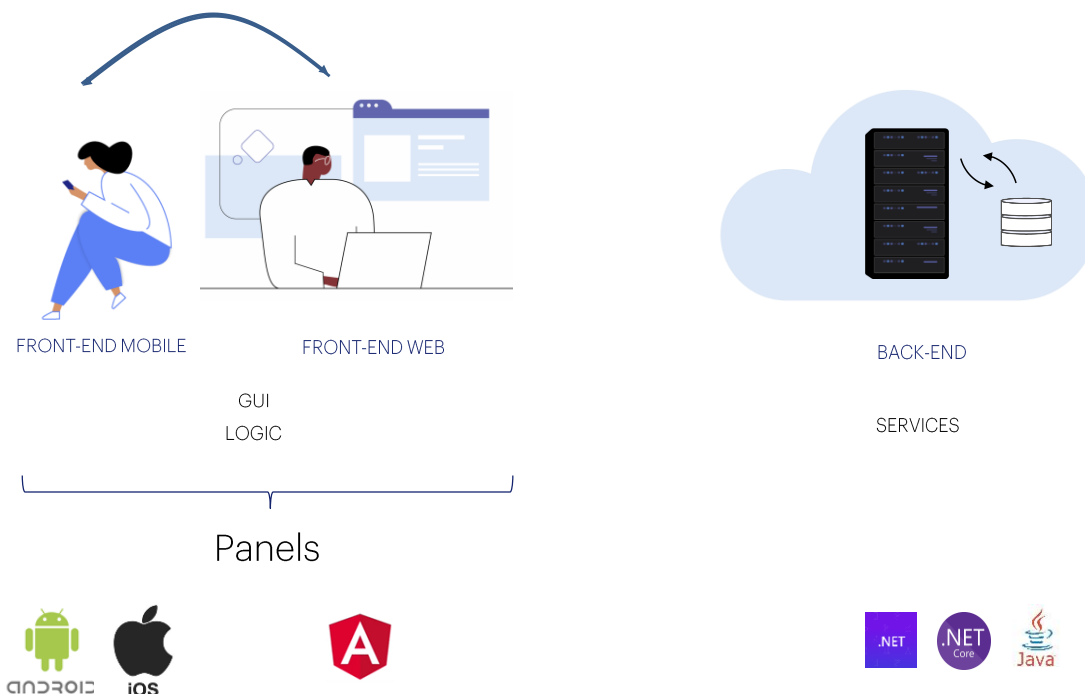 FRONT-END MOBILE
FRONT-END WEB
BACK-END
GUI
LOGIC
SERVICES
Panels
ANDROID
iOS
A
.NET
.NET
Core
Java